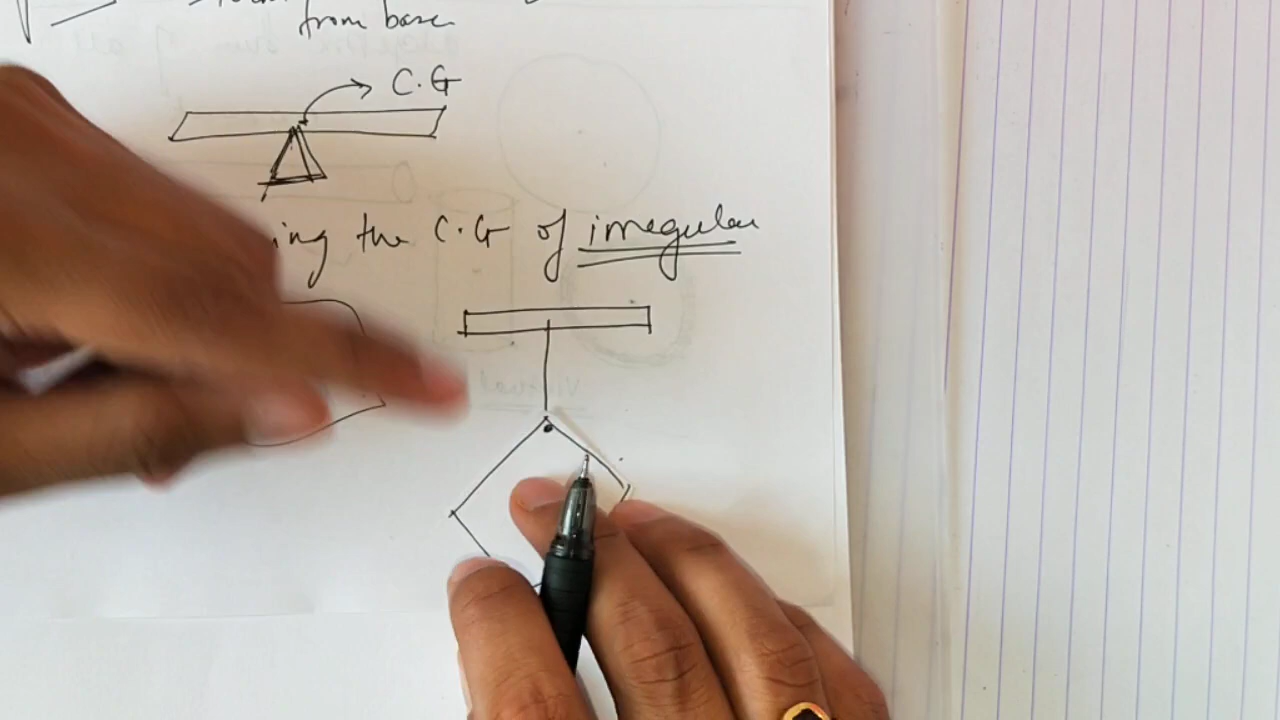 from base
C.G
ing the C.G of irregular